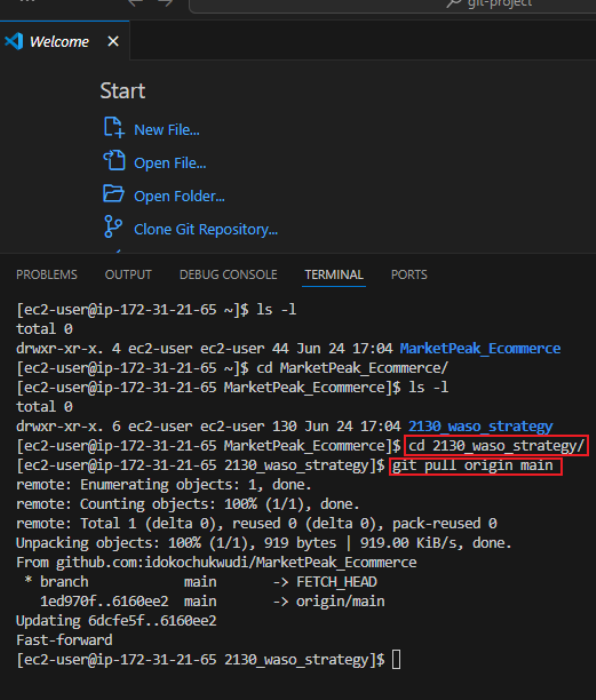 git-project
Welcome
Start
New File...
Open File...
Open Folder...
Clone Git Repository...
PROBLEMS OUTPUT DEBUG CONSOLE TERMINAL PORTS
[ec2-user@ip-172-31-21-65 ~]$ ls -l
total 0
drwxr-xr-x. 4 ec2-user ec2-user 44 Jun 24 17:04 MarketPeak_Ecommerce
[ec2-user@ip-172-31-21-65 ~]$ cd MarketPeak_Ecommerce/
[ec2-user@ip-172-31-21-65 MarketPeak_Ecommerce]$ ls -l
total 0
drwxr-xr-x. 6 ec2-user ec2-user 130 Jun 24 17:04 2130_waso_strategy
[ec2-user@ip-172-31-21-65 MarketPeak_Ecommerce]$ cd 2130_waso_strategy/
[ec2-user@ip-172-31-21-65 2130_waso_strategy]$ git pull origin main
remote: Enumerating objects: 1, done.
remote: Counting objects: 100% (1/1), done.
remote: Total 1 (delta 0), reused 0 (delta 0), pack-reused 0
Unpacking objects: 100% (1/1), 919 bytes | 919.00 KiB/s, done.
From github.com:idokochukwudi/MarketPeak_Ecommerce
 * branch            main       -> FETCH_HEAD
   1ed970f..6160ee2  main       -> origin/main
Updating 6dcfe5f..6160ee2
Fast-forward
[ec2-user@ip-172-31-21-65 2130_waso_strategy]$